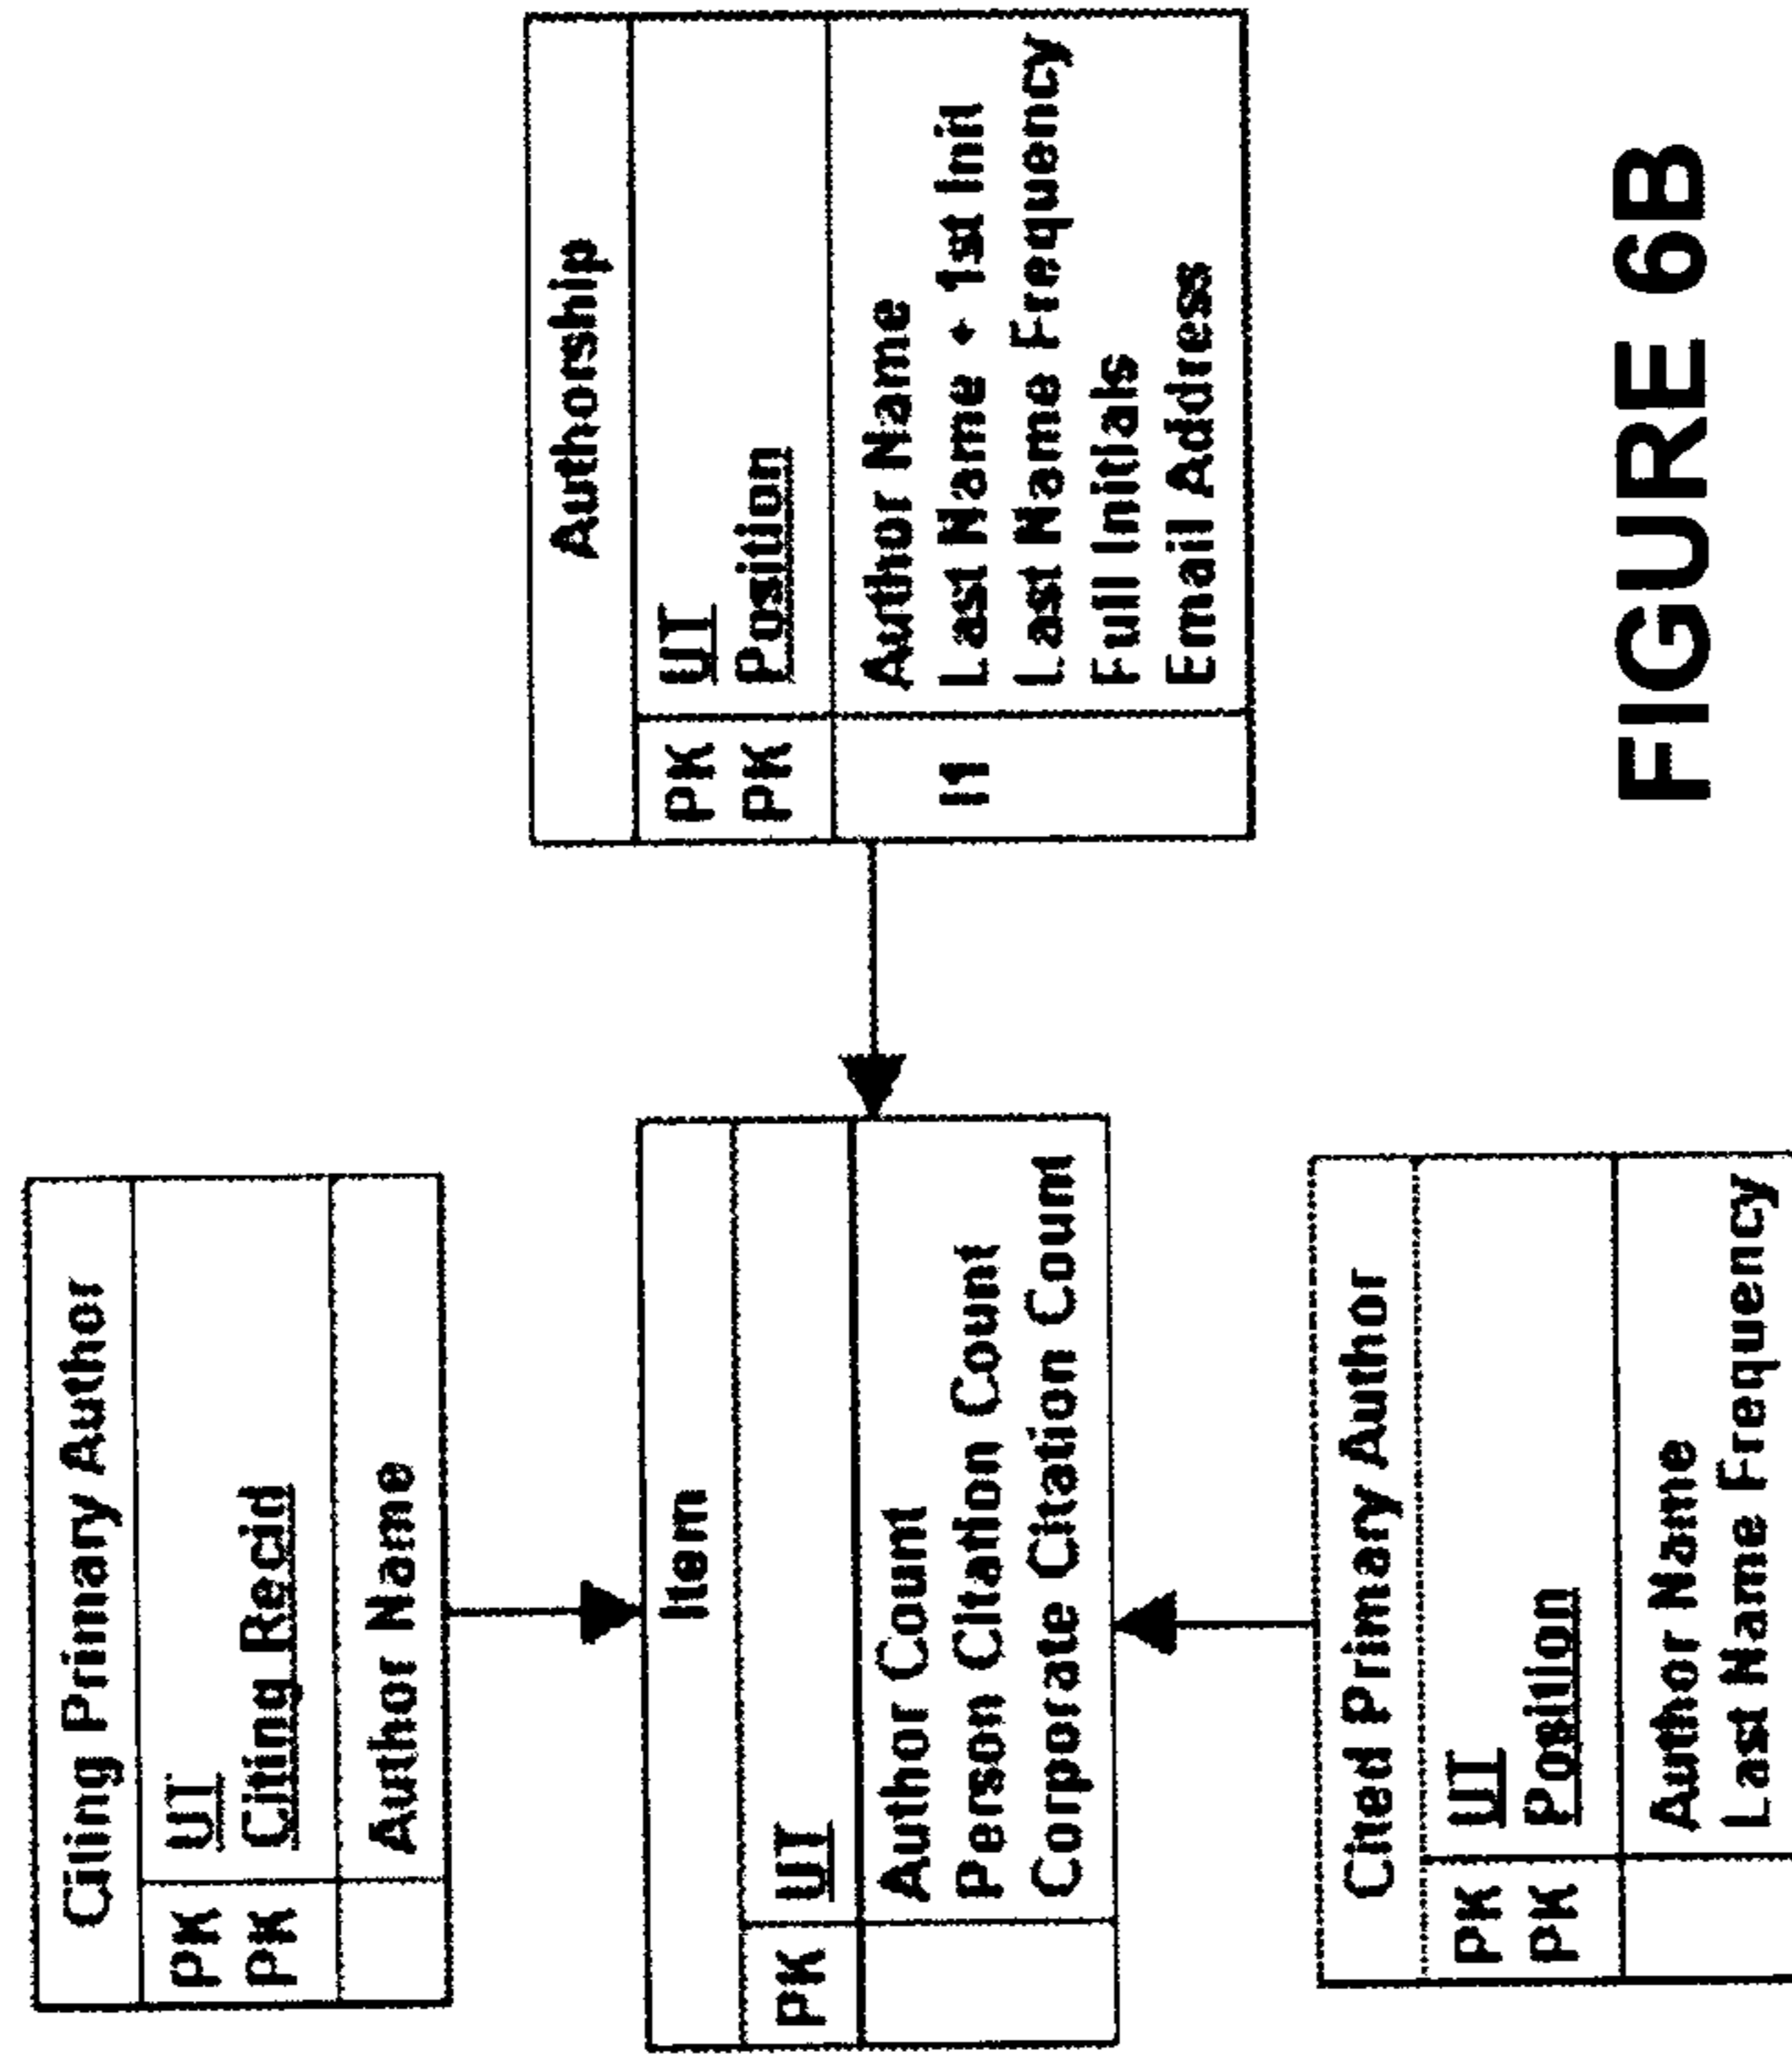 Citing Primary Author
PK UT
PK Citing Recid
Author Name
Item
PK UT
Author Count
Person Citation Count
Corporate Citation Count
Cited Primary Author
PK UT
PK Position
Author Name
Last Name Frequency
Authorship
PK UT
PK Position
Author Name
I1 Last Name + 1st Init
Last Name Frequency
Full Initials
Email Address
FIGURE 6B